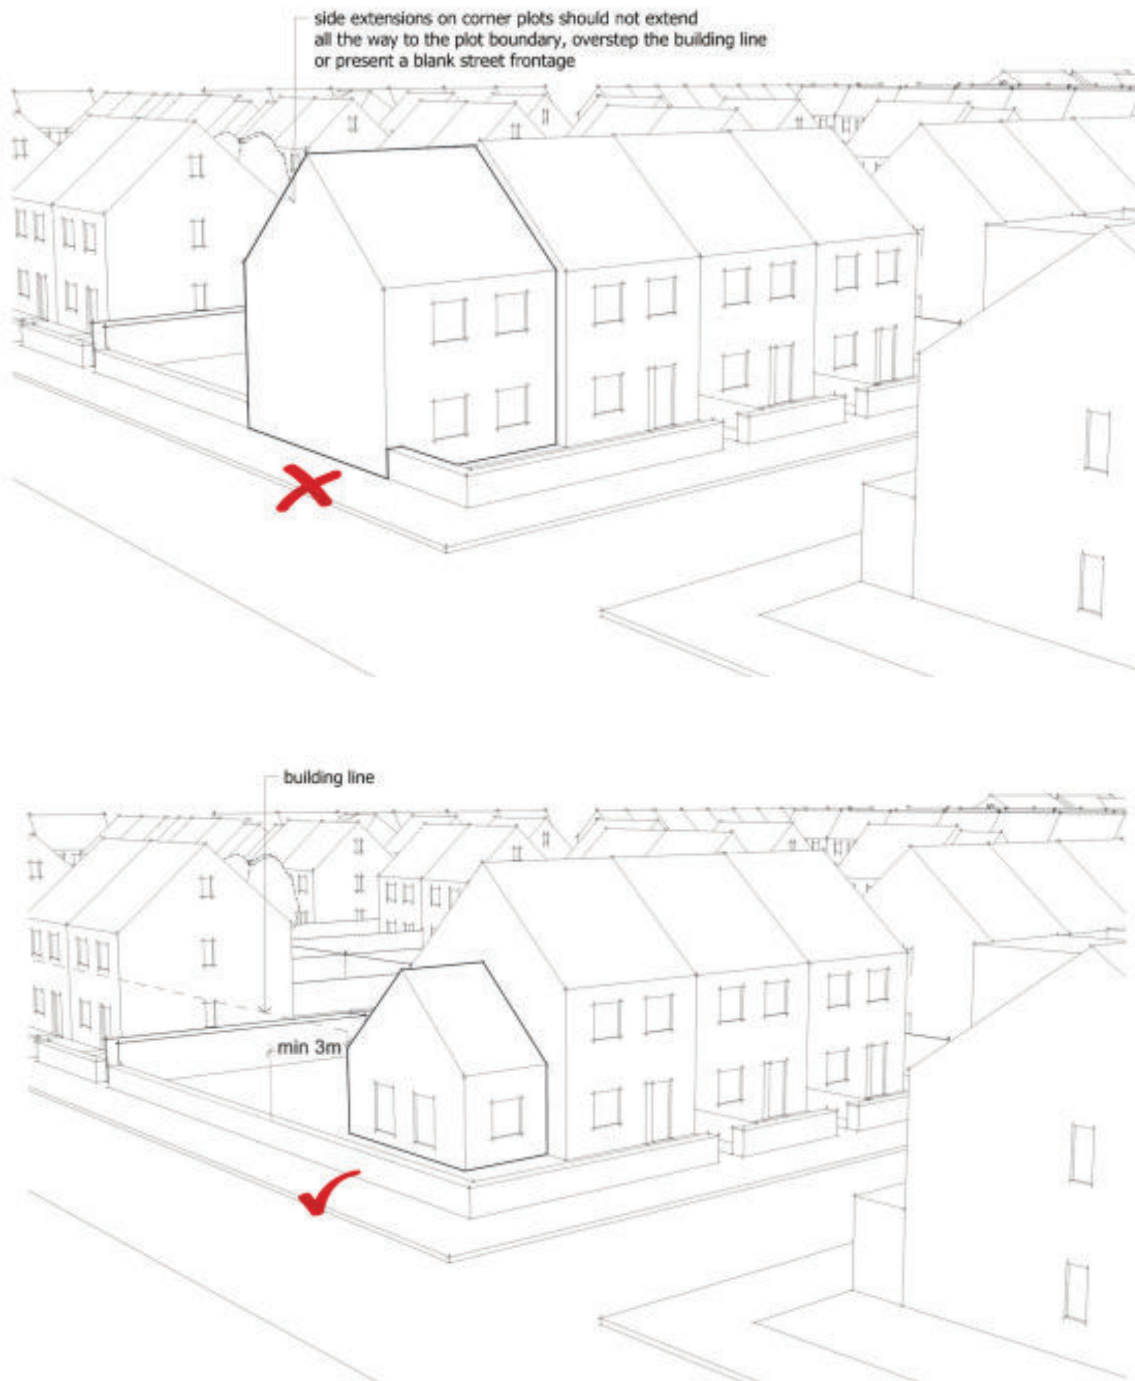 side extensions on corner plots should not extend
all the way to the plot boundary, overstep the building line
or present a blank street frontage
building line
min 3m